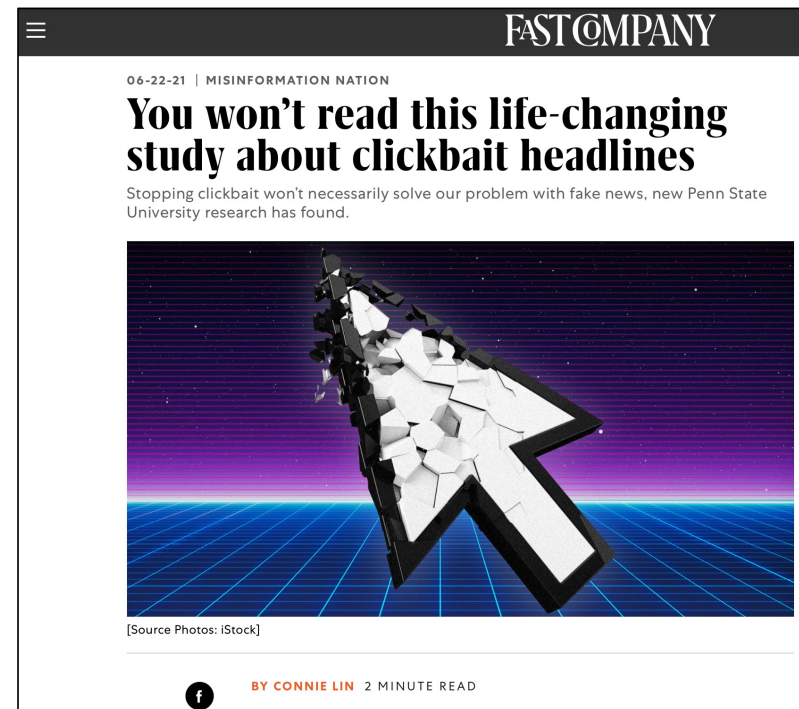 FAST COMPANY
06-22-21 | MISINFORMATION NATION
You won’t read this life-changing
study about clickbait headlines
Stopping clickbait won’t necessarily solve our problem with fake news, new Penn State
University research has found.
[Source Photos: iStock]
f
BY CONNIE LIN 2 MINUTE READ